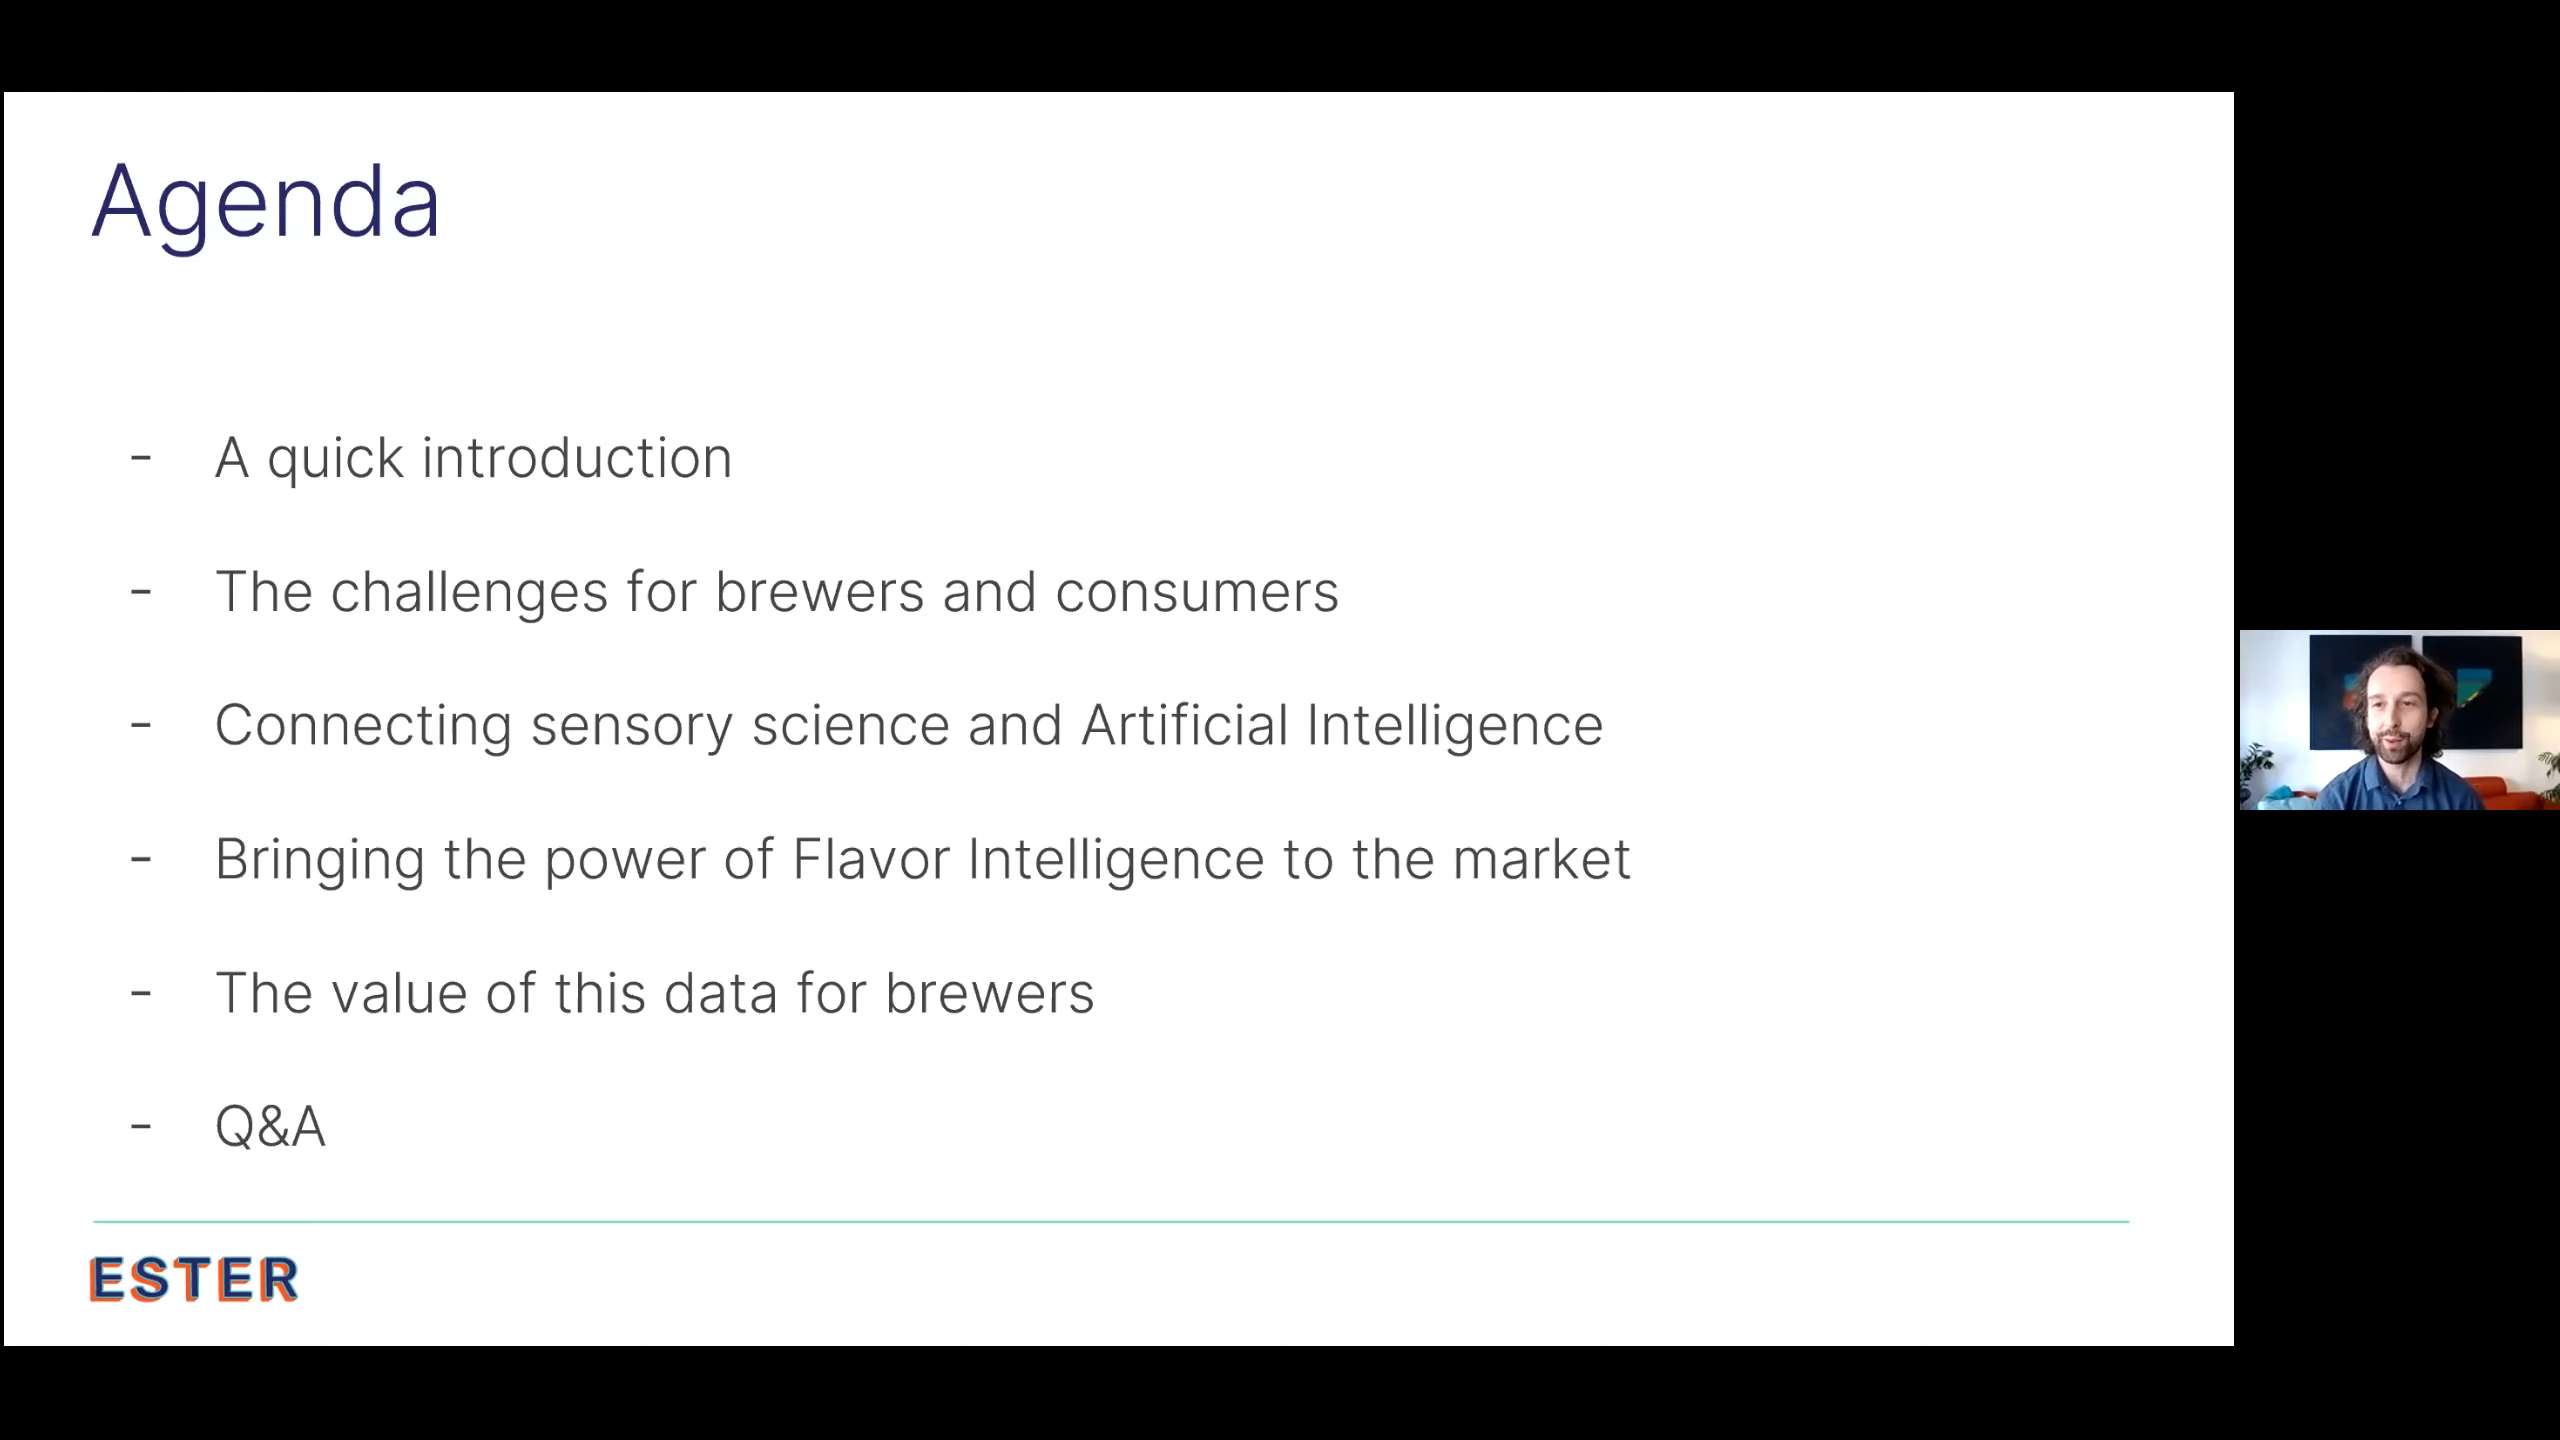 Agenda
- A quick introduction
- The challenges for brewers and consumers
- Connecting sensory science and Artificial Intelligence
- Bringing the power of Flavor Intelligence to the market
- The value of this data for brewers
- Q&A
ESTER